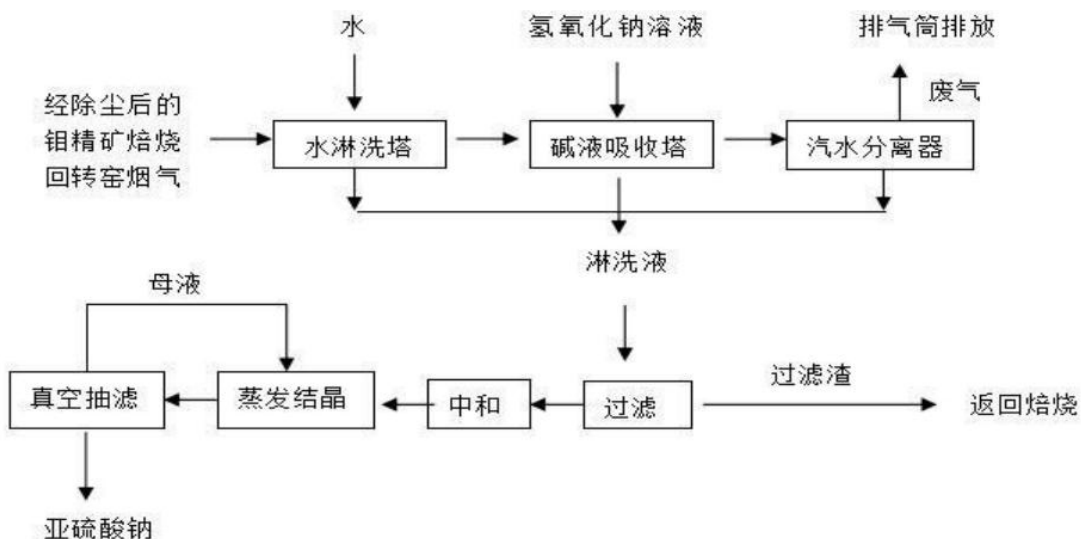 水
氢氧化钠溶液
排气筒排放
废气
经除尘后的
钼精矿焙烧
回转窑烟气
水淋洗塔
碱液吸收塔
汽水分离器
淋洗液
母液
真空抽滤
蒸发结晶
中和
过滤
过滤渣
返回焙烧
亚硫酸钠